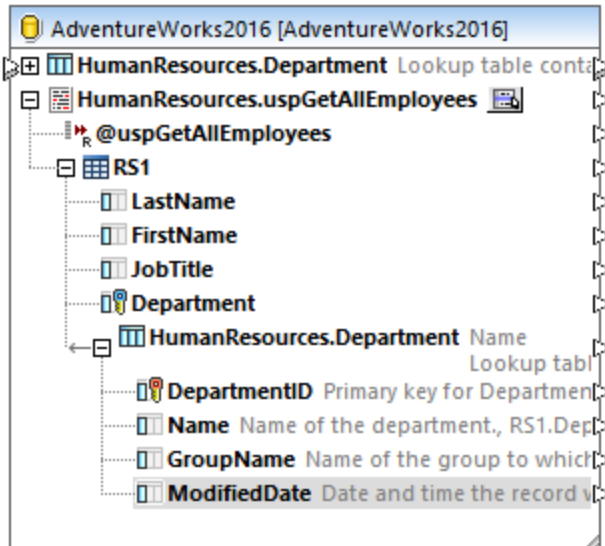 AdventureWorks2016 [AdventureWorks2016]
HumanResources.Department Lookup table conta
HumanResources.uspGetAllEmployees
R @uspGetAllEmployees
RS1
LastName
FirstName
JobTitle
Department
HumanResources.Department Name
Lookup tabl
DepartmentID Primary key for Departmen
Name Name of the department., RS1.Dep
GroupName Name of the group to which
ModifiedDate Date and time the record